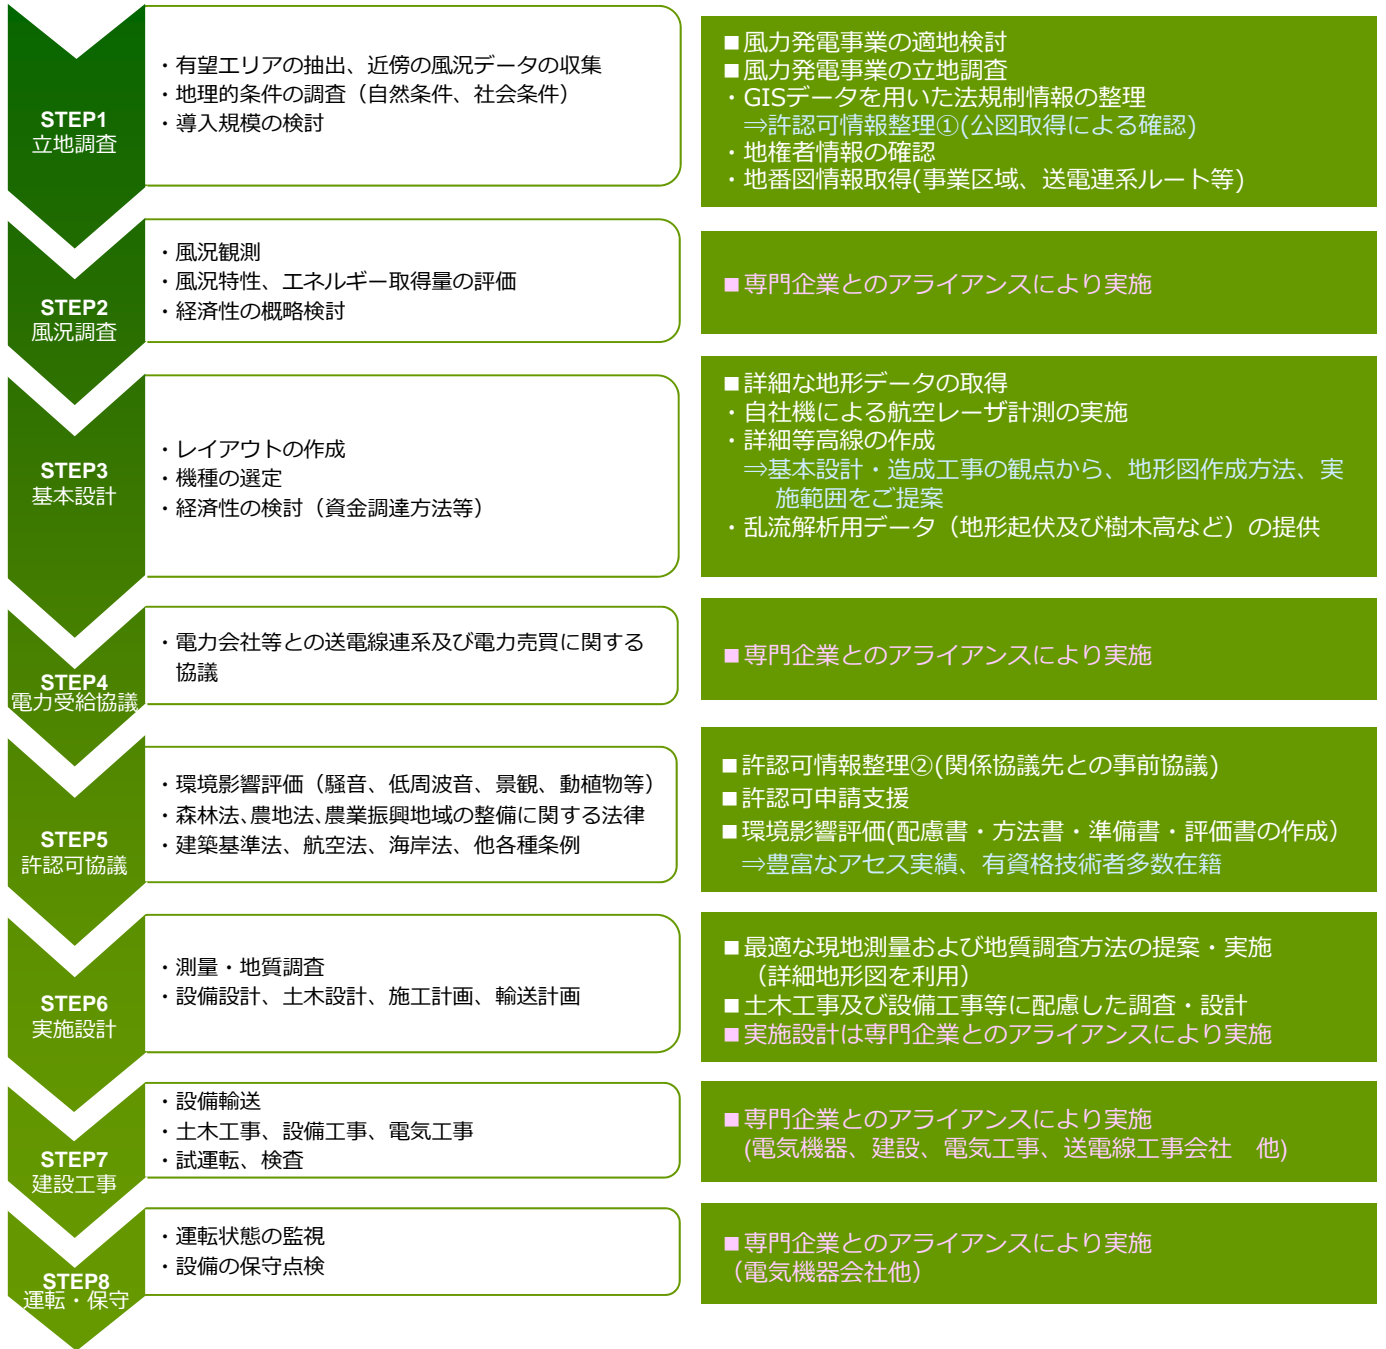 STEP1
立地調査
・有望エリアの抽出、近傍の風況データの収集
・地理的条件の調査（自然条件、社会条件）
・導入規模の検討
■風力発電事業の適地検討
■風力発電事業の立地調査
・GISデータを用いた法規制情報の整理
⇒許認可情報整理①(公図取得による確認)
・地権者情報の確認
・地番図情報取得(事業区域、送電連系ルート等)
STEP2
風況調査
・風況観測
・風況特性、エネルギー取得量の評価
・経済性の概略検討
■専門企業とのアライアンスにより実施
STEP3
基本設計
・レイアウトの作成
・機種の選定
・経済性の検討（資金調達方法等）
■詳細な地形データの取得
・自社機による航空レーザ計測の実施
・詳細等高線の作成
⇒基本設計・造成工事の観点から、地形図作成方法、実
施範囲をご提案
・乱流解析用データ（地形起伏及び樹木高など）の提供
STEP4
電力受給協議
・電力会社等との送電線連系及び電力売買に関する
協議
■専門企業とのアライアンスにより実施
STEP5
許認可協議
・環境影響評価（騒音、低周波音、景観、動植物等）
・森林法、農地法、農業振興地域の整備に関する法律
・建築基準法、航空法、海岸法、他各種条例
■許認可情報整理②(関係協議先との事前協議)
■許認可申請支援
■環境影響評価(配慮書・方法書・準備書・評価書の作成）
⇒豊富なアセス実績、有資格技術者多数在籍
STEP6
実施設計
・測量・地質調査
・設備設計、土木設計、施工計画、輸送計画
■最適な現地測量および地質調査方法の提案・実施
（詳細地形図を利用）
■土木工事及び設備工事等に配慮した調査・設計
■実施設計は専門企業とのアライアンスにより実施
STEP7
建設工事
・設備輸送
・土木工事、設備工事、電気工事
・試運転、検査
■専門企業とのアライアンスにより実施
(電気機器、建設、電気工事、送電線工事会社　他)
STEP8
運転・保守
・運転状態の監視
・設備の保守点検
■専門企業とのアライアンスにより実施
（電気機器会社他）